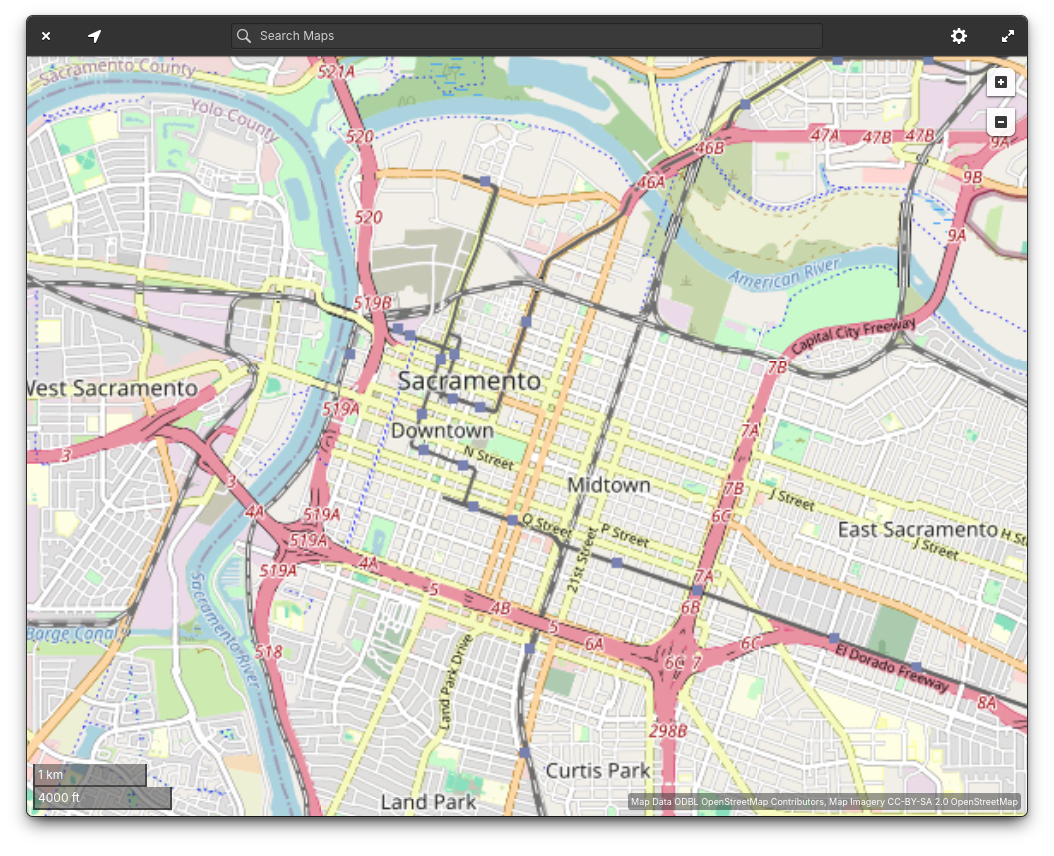 Search Maps
Sacramento County
521A
Yolo County
520
46B
47A
47B
47B
9A
46A
9B
520
9A
American River
519B
Capital City Freeway
7B
West Sacramento
Sacramento
519A
Downtown
7A
3
N Street
Midtown
3
7B
J Street
4A
519A
6C
Q Street
P Street
East Sacramento
H St
519A
J Street
21st Street
519A
4A
5
7A
4B
6B
Sacramento River
Barge Canal
5
6A
6C
518
6C
7
El Dorado Freeway
Land Park Drive
8A
298B
Curtis Park
1 km
4000 ft
Land Park
Map Data ODBL OpenStreetMap Contributors, Map Imagery CC-BY-SA 2.0 OpenStreetMap